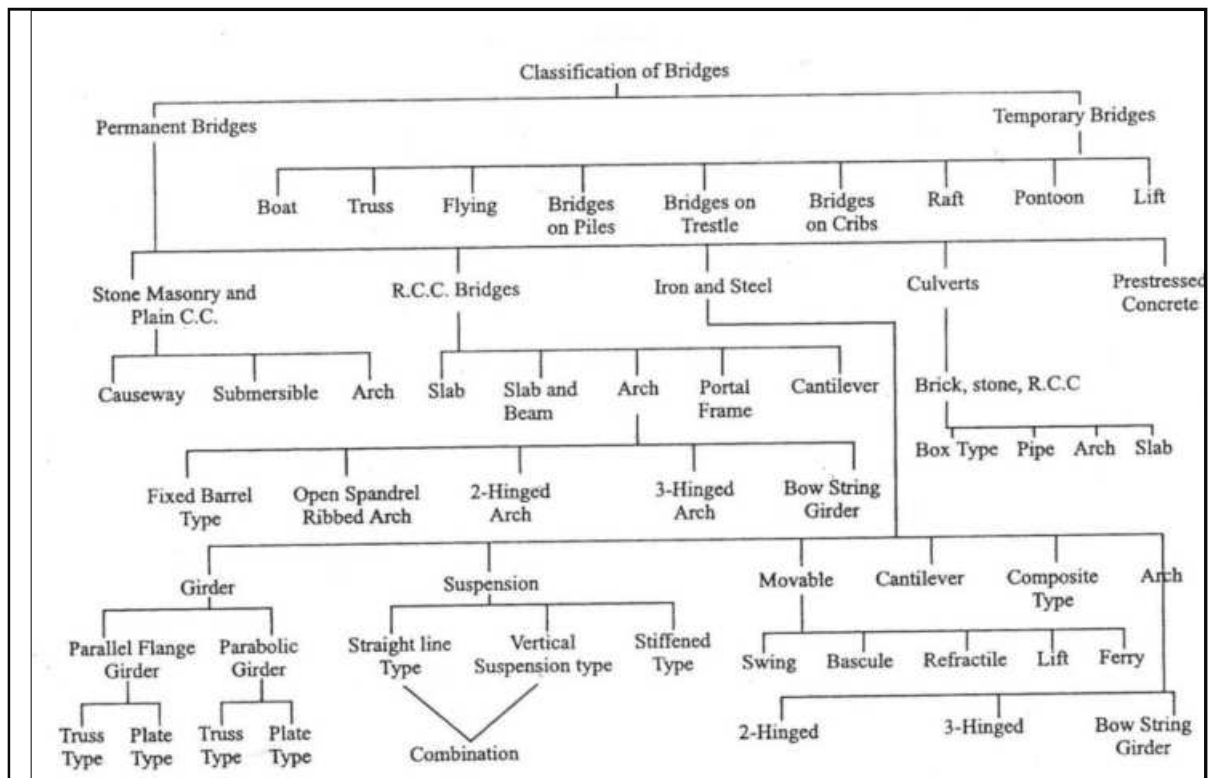 Classification of Bridges
Permanent Bridges
Temporary Bridges
Boat
Truss
Flying
Bridges
on Piles
Bridges on
Trestle
Bridges
on Cribs
Raft
Pontoon
Lift
Stone Masonry and
Plain C.C.
R.C.C. Bridges
Iron and Steel
Culverts
Prestressed
Concrete
Causeway
Submersible
Arch
Slab
Slab and
Beam
Arch
Portal
Frame
Cantilever
Brick, stone, R.C.C
Box Type
Pipe
Arch
Slab
Fixed Barrel
Type
Open Spandrel
Ribbed Arch
2-Hinged
Arch
3-Hinged
Arch
Bow String
Girder
Girder
Suspension
Movable
Cantilever
Composite
Type
Arch
Parallel Flange
Girder
Parabolic
Girder
Straight line
Type
Vertical
Suspension type
Stiffened
Type
Swing
Bascule
Refractile
Lift
Ferry
Truss
Type
Plate
Type
Truss
Type
Plate
Type
Combination
2-Hinged
3-Hinged
Bow String
Girder